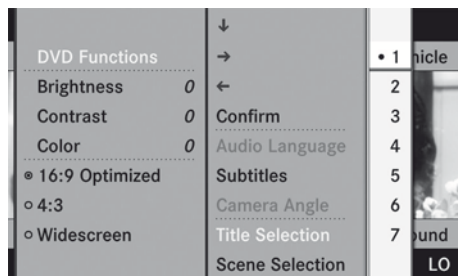 DVD Functions
Brightness 0
Contrast 0
Color 0
16:9 Optimized
4:3
Widescreen
↓
→
←
Confirm
Audio Language
Subtitles
Camera Angle
Title Selection
Scene Selection
• 1
2
3
4
5
6
7
hicle
ound
LO